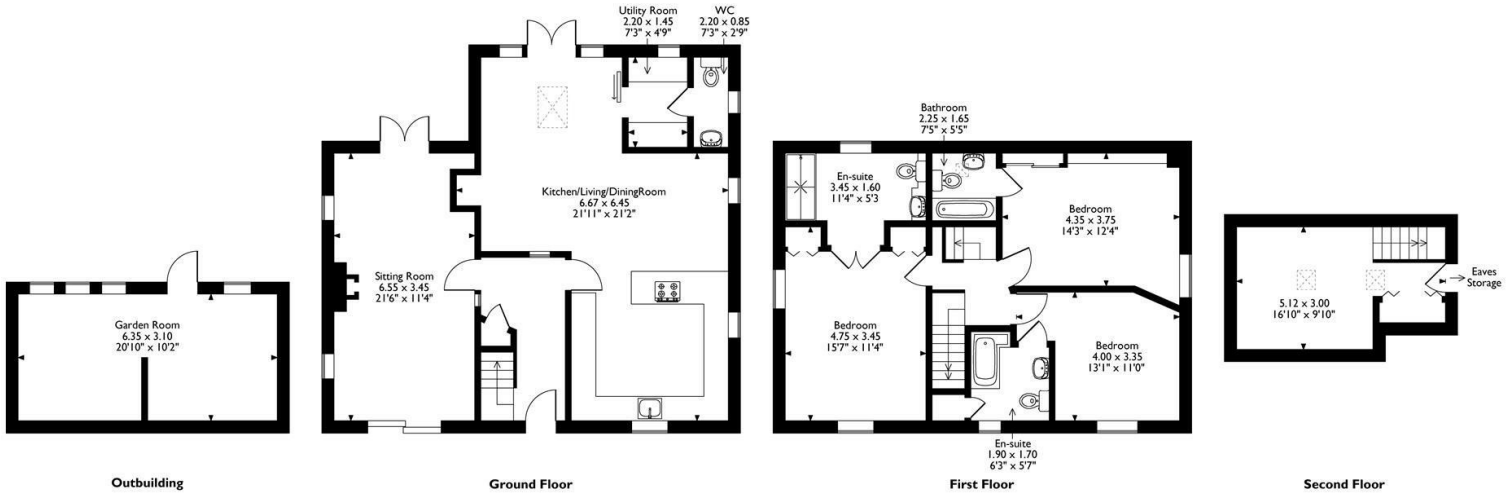 Utility Room
2.20 x 1.45
7'3" x 4'9"
WC
2.20 x 0.85
7'3" x 2'9"
Kitchen/Living/DiningRoom
6.67 x 6.45
21'11" x 21'2"
Sitting Room
6.55 x 3.45
21'6" x 11'4"
Garden Room
6.35 x 3.10
20'10" x 10'2"
Bathroom
2.25 x 1.65
7'5" x 5'5"
En-suite
3.45 x 1.60
11'4" x 5'3
Bedroom
4.35 x 3.75
14'3" x 12'4"
Bedroom
4.75 x 3.45
15'7" x 11'4"
Bedroom
4.00 x 3.35
13'1" x 11'0"
En-suite
1.90 x 1.70
6'3" x 5'7"
5.12 x 3.00
16'10" x 9'10"
Eaves
Storage
Outbuilding
Ground Floor
First Floor
Second Floor